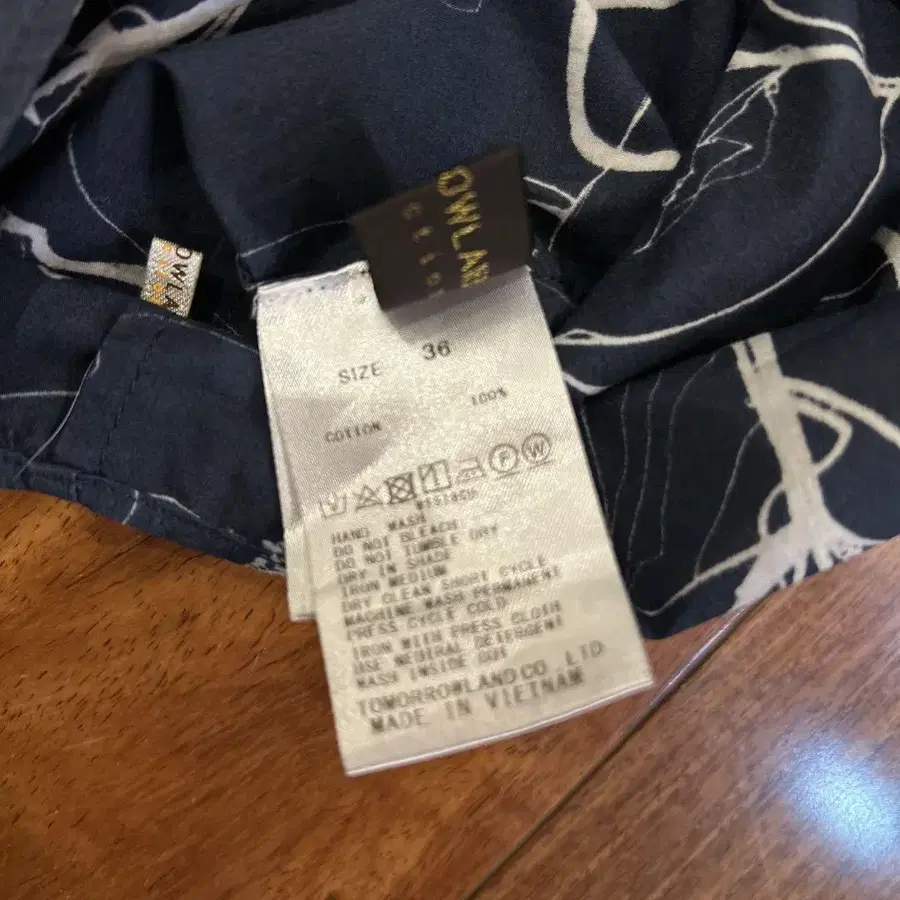 OWLAN
OWLA
SIZE 36
COTTON 100%
F W
HAND WASH
DO NOT BLEACH
DO NOT TUMBLE DRY
DRY IN SHADE
IRON MEDIUM
DRY CLEAN SHORT CYCLE
MACHINE WASH PERMANENT
PRESS CYCLE COLD
IRON WITH PRESS CLOTH
USE NEUTRAL DETERGENT
WASH INSIDE OUT
TOMORROWLAND CO., LTD
MADE IN VIETNAM